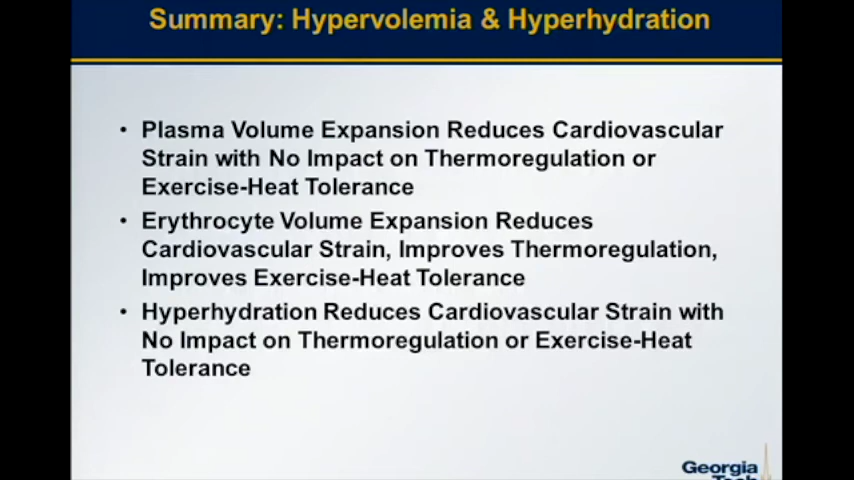 Summary: Hypervolemia & Hyperhydration
• Plasma Volume Expansion Reduces Cardiovascular
Strain with No Impact on Thermoregulation or
Exercise-Heat Tolerance
• Erythrocyte Volume Expansion Reduces
Cardiovascular Strain, Improves Thermoregulation,
Improves Exercise-Heat Tolerance
• Hyperhydration Reduces Cardiovascular Strain with
No Impact on Thermoregulation or Exercise-Heat
Tolerance
Georgia
Tech